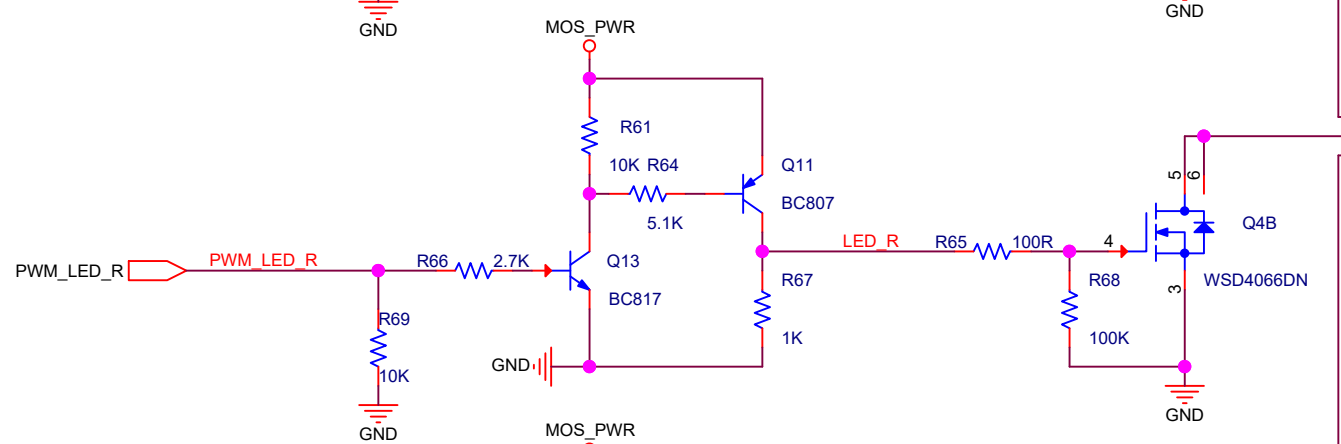 GND
GND
MOS_PWR
R61
10K R64
5.1K
Q11
BC807
5
6
Q4B
WSD4066DN
LED_R
R65
100R
4
3
PWM_LED_R
PWM_LED_R
R66
2.7K
Q13
BC817
R67
1K
R68
100K
R69
10K
GND
GND
GND
MOS_PWR